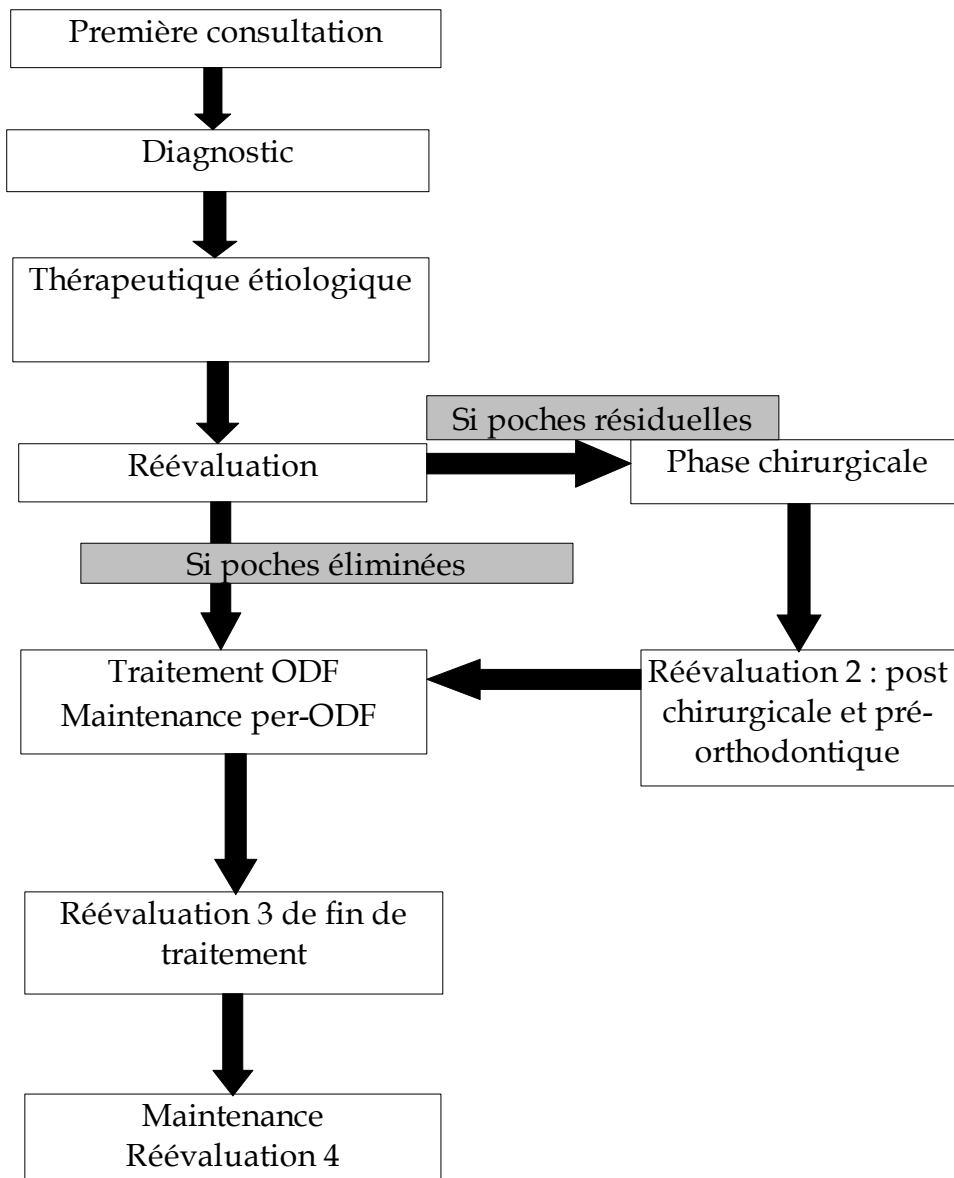 Première consultation
Diagnostic
Thérapeutique étiologique
Si poches résiduelles
Réévaluation
Phase chirurgicale
Si poches éliminées
Traitement ODF
Maintenance per-ODF
Réévaluation 2 : post
chirurgicale et pré-
orthodontique
Réévaluation 3 de fin de
traitement
Maintenance
Réévaluation 4